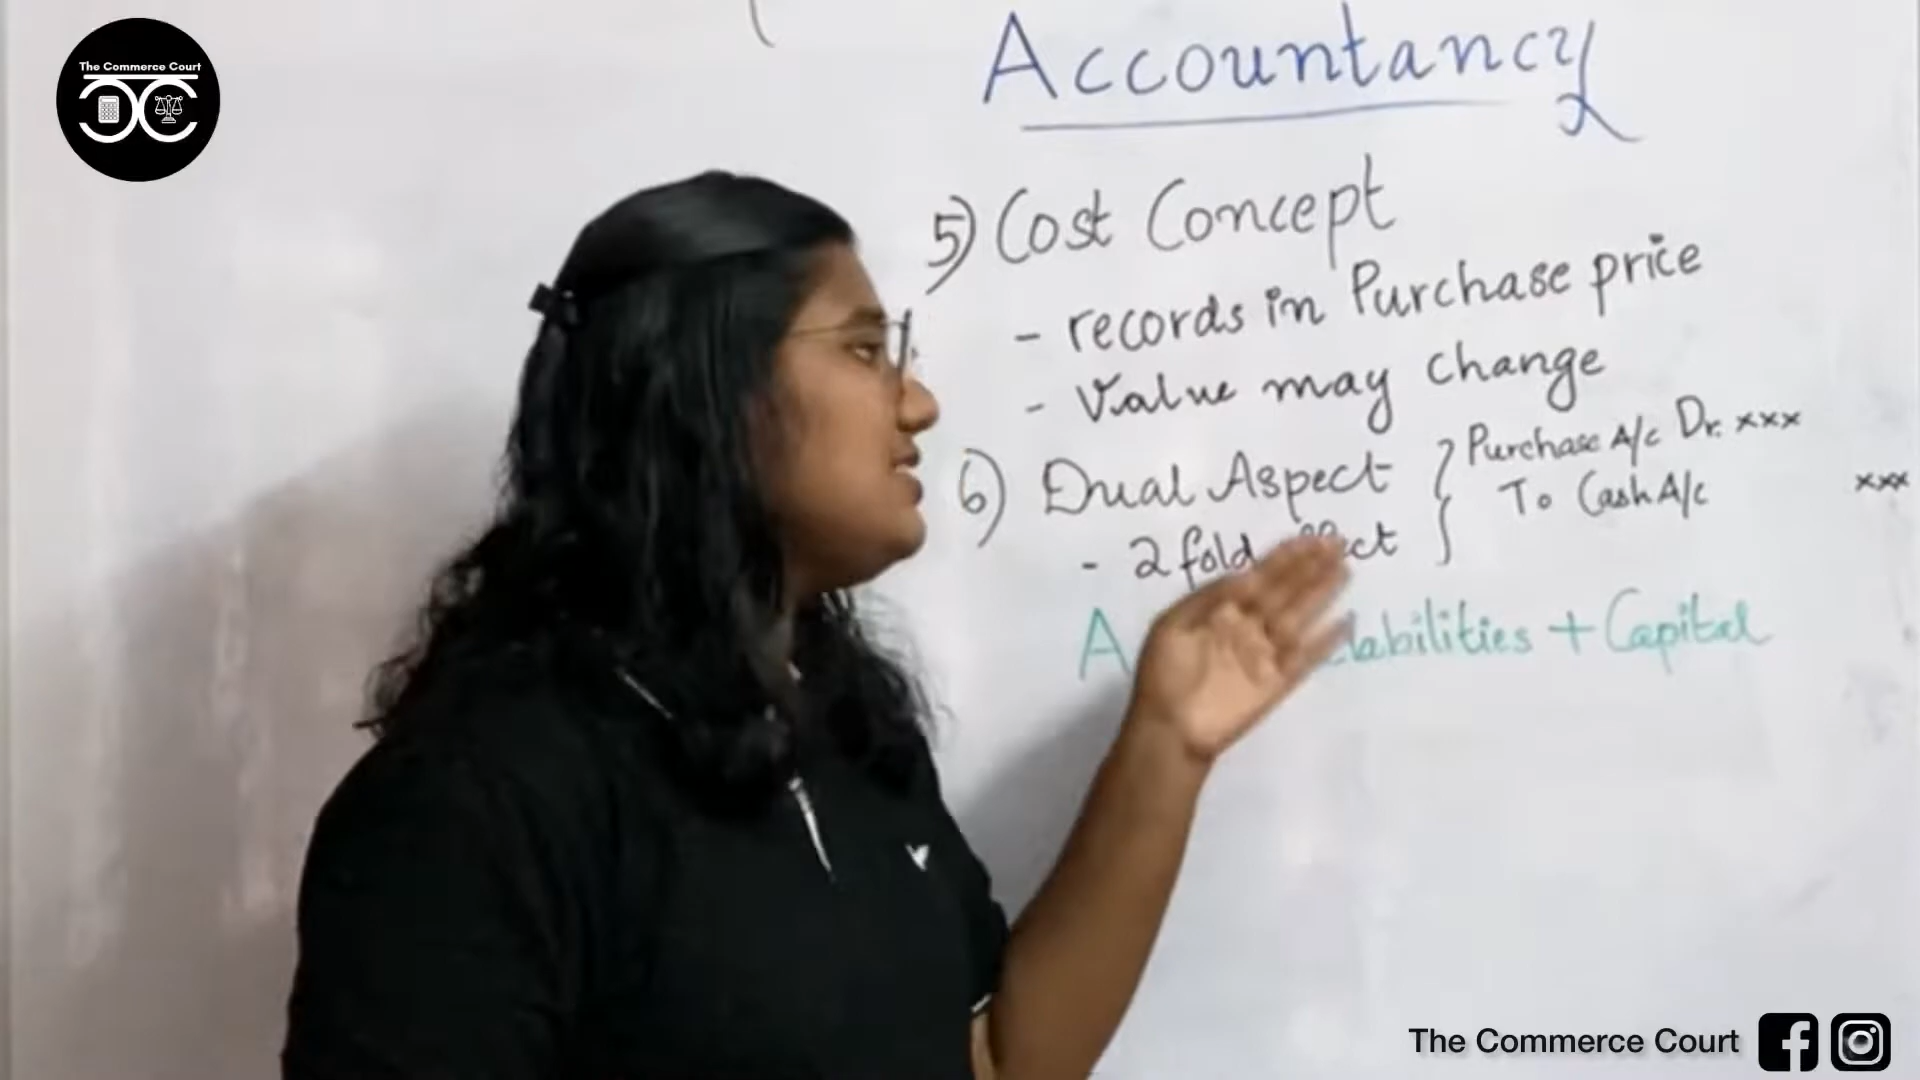 The Commerce Court
Accountancy
5) Cost Concept
- records in Purchase price
- Value may change
6) Dual Aspect
- 2 fold
Purchase A/c Dr. xxx
To Cash A/c xxx
+ Capital
The Commerce Court